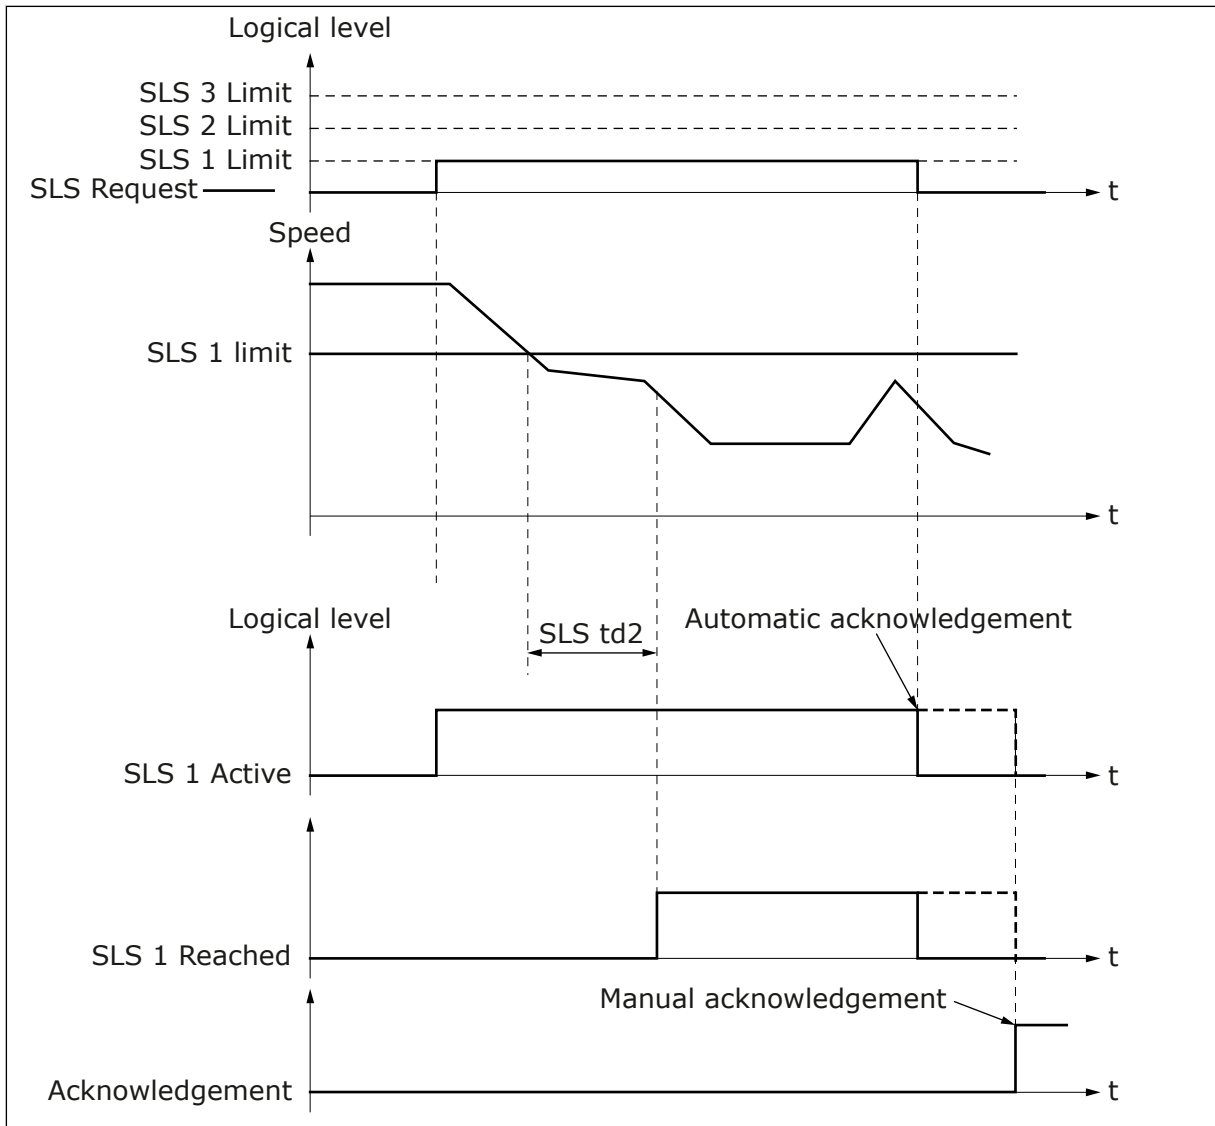 Logical level
SLS 3 Limit
SLS 2 Limit
SLS 1 Limit
SLS Request
t
Speed
SLS 1 limit
t
Logical level
SLS td2
Automatic acknowledgement
SLS 1 Active
t
SLS 1 Reached
t
Manual acknowledgement
Acknowledgement
t